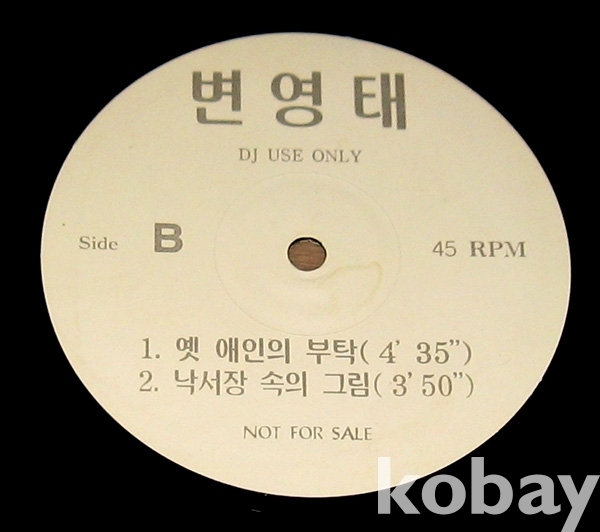 변영태
DJ USE ONLY
Side B 45 RPM
1. 옛 애인의 부탁( 4’ 35”)
2. 낙서장 속의 그림( 3’ 50”)
NOT FOR SALE
kobay